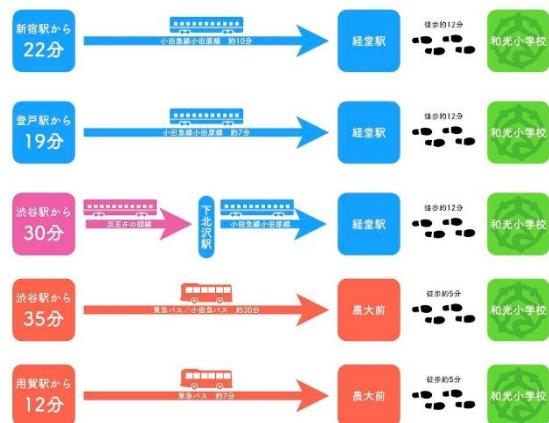 新宿駅から
22分
小田急線小田原線 約10分
経堂駅
徒歩約12分
和光小学校
登戸駅から
19分
小田急線小田原線 約7分
経堂駅
徒歩約12分
和光小学校
渋谷駅から
30分
京王井の頭線
下北沢駅
小田急線小田原線
経堂駅
徒歩約12分
和光小学校
渋谷駅から
35分
東急バス/小田急バス 約30分
農大前
徒歩約5分
和光小学校
用賀駅から
12分
東急バス 約7分
農大前
徒歩約5分
和光小学校